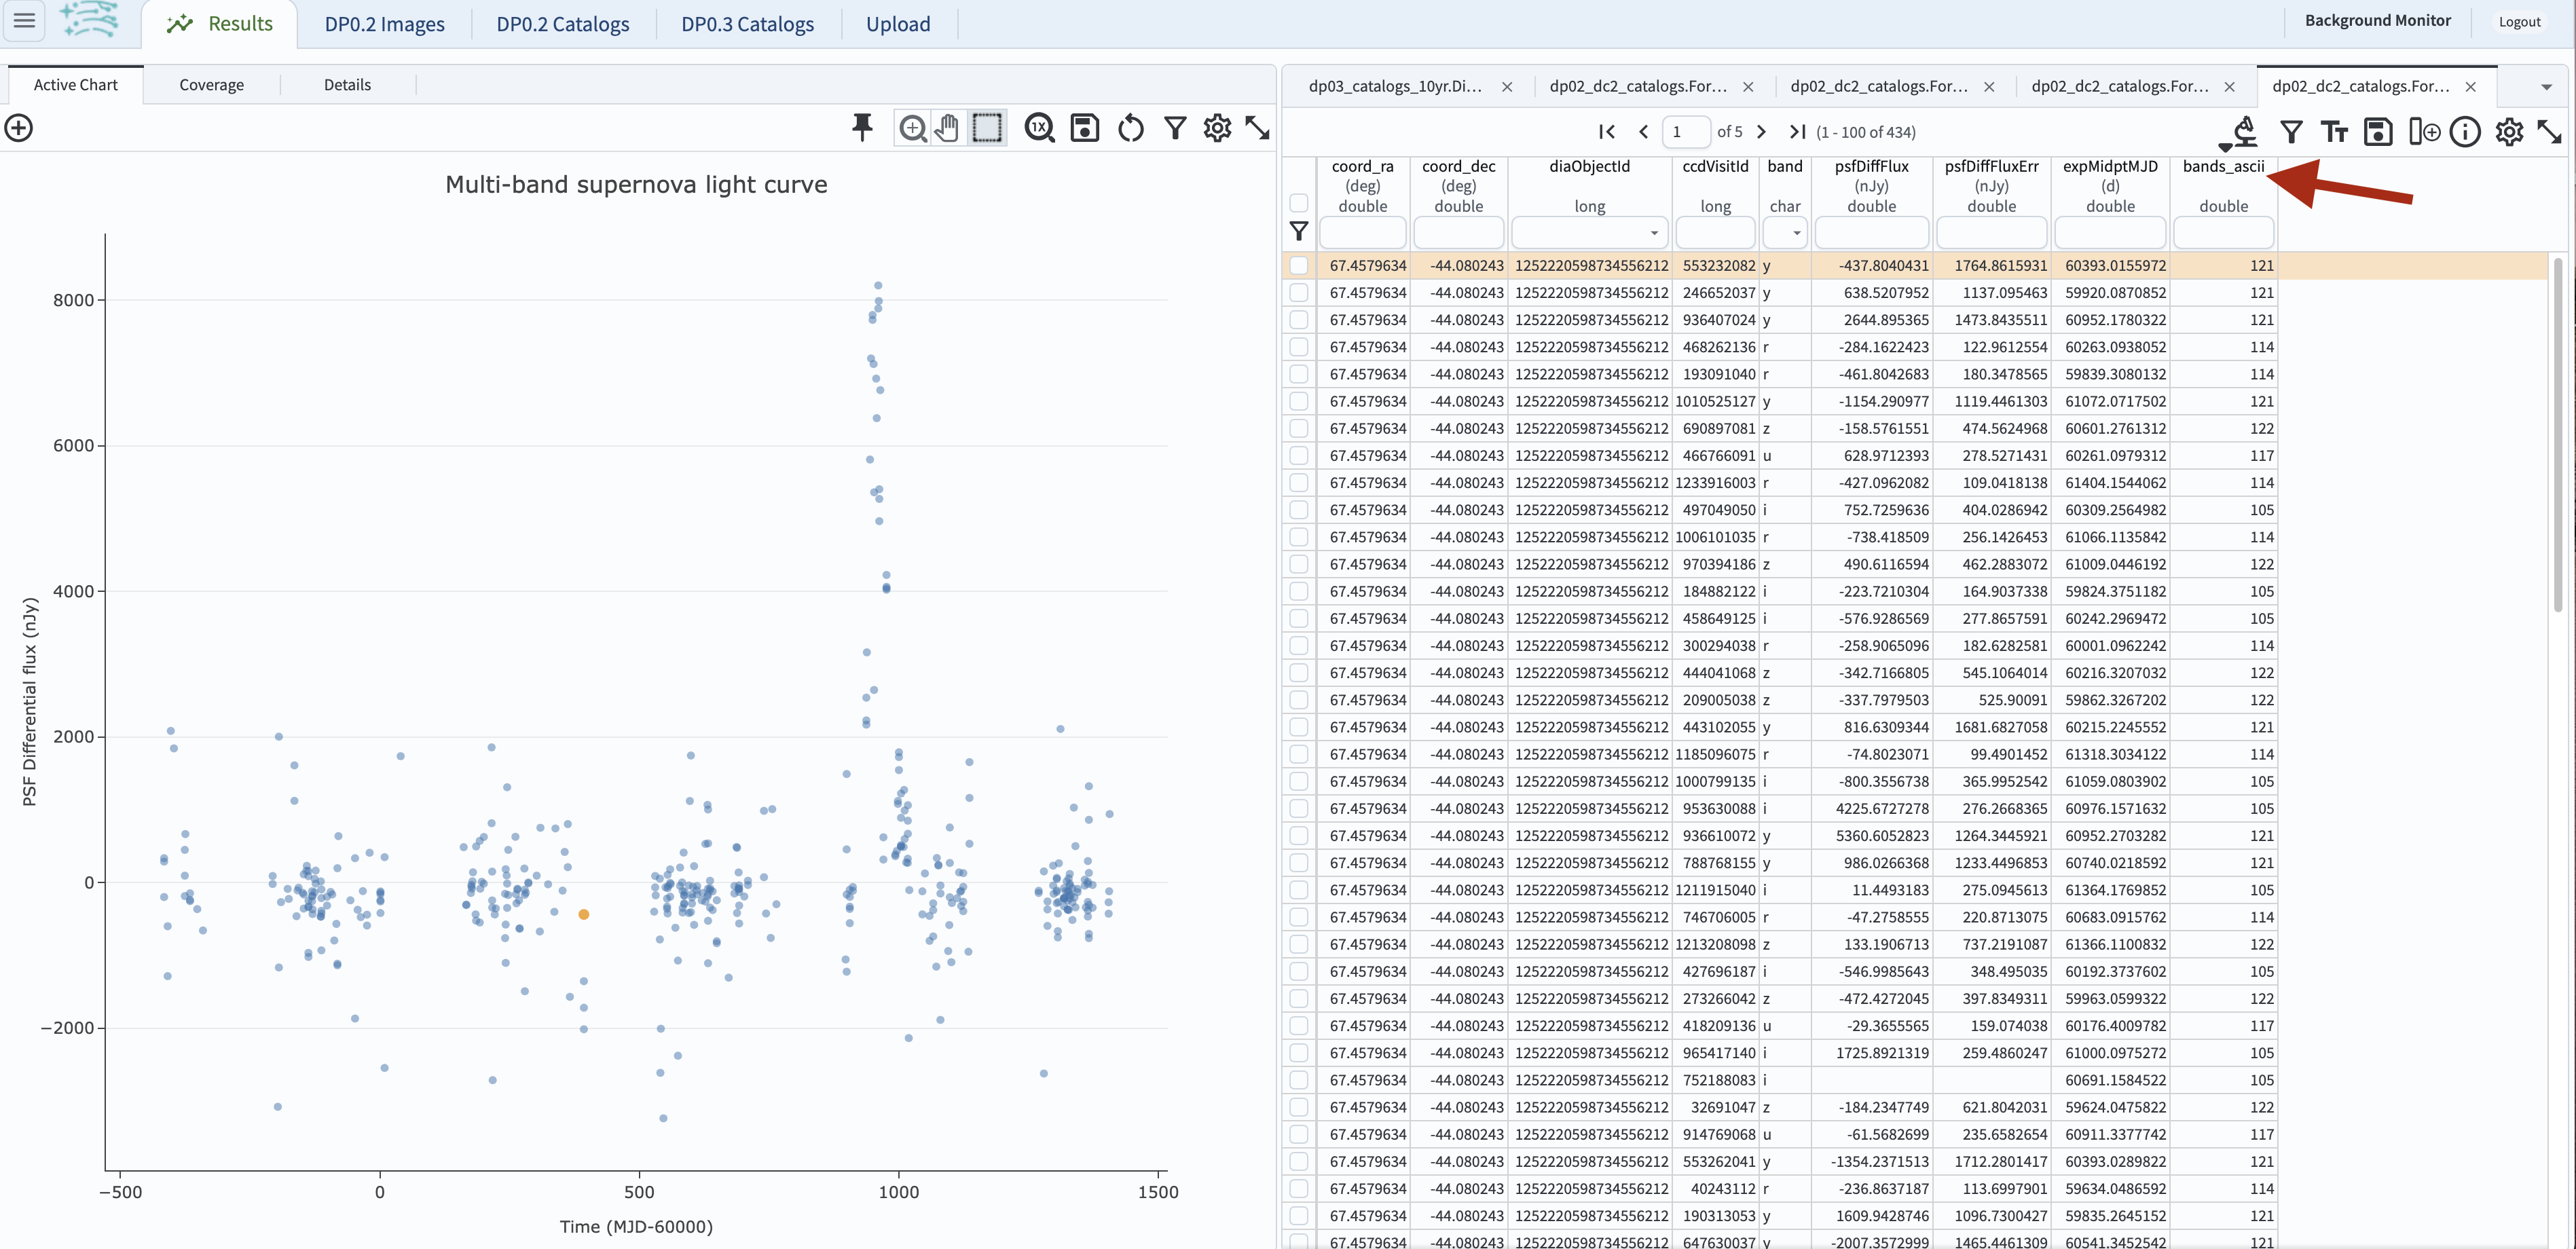 Results DP0.2 Images DP0.2 Catalogs DP0.3 Catalogs Upload Background Monitor Logout
Active Chart Coverage Details
dp03_catalogs_10yr.Di... dp02_dc2_catalogs.For... dp02_dc2_catalogs.For... dp02_dc2_catalogs.For... dp02_dc2_catalogs.For...
1X
1 of 5 (1 - 100 of 434)
Multi-band supernova light curve
8000
6000
4000
2000
0
−2000
−500 0 500 1000 1500
PSF Differential flux (nJy)
Time (MJD-60000)
coord_ra coord_dec diaObjectId ccdVisitId band psfDiffFlux psfDiffFluxErr expMidptMJD bands_ascii
(deg) (deg) (nJy) (nJy) (d)
double double long long char double double double double
67.4579634 -44.080243 1252220598734556212 553232082 y -437.8040431 1764.8615931 60393.0155972 121
67.4579634 -44.080243 1252220598734556212 246652037 y 638.5207952 1137.095463 59920.0870852 121
67.4579634 -44.080243 1252220598734556212 936407024 y 2644.895365 1473.8435511 60952.1780322 121
67.4579634 -44.080243 1252220598734556212 468262136 r -284.1622423 122.9612554 60263.0938052 114
67.4579634 -44.080243 1252220598734556212 193091040 r -461.8042683 180.3478565 59839.3080132 114
67.4579634 -44.080243 1252220598734556212 1010525127 y -1154.290977 1119.4461303 61072.0717502 121
67.4579634 -44.080243 1252220598734556212 690897081 z -158.5761551 474.5624968 60601.2761312 122
67.4579634 -44.080243 1252220598734556212 466766091 u 628.9712393 278.5271431 60261.0979312 117
67.4579634 -44.080243 1252220598734556212 1233916003 r -427.0962082 109.0418138 61404.1544062 114
67.4579634 -44.080243 1252220598734556212 497049050 i 752.7259636 404.0286942 60309.2564982 105
67.4579634 -44.080243 1252220598734556212 1006101035 r -738.418509 256.1426453 61066.1135842 114
67.4579634 -44.080243 1252220598734556212 970394186 z 490.6116594 462.2883072 61009.0446192 122
67.4579634 -44.080243 1252220598734556212 184882122 i -223.7210304 164.9037338 59824.3751182 105
67.4579634 -44.080243 1252220598734556212 458649125 i -576.9286569 277.8657591 60242.2969472 105
67.4579634 -44.080243 1252220598734556212 300294038 r -258.9065096 182.6282581 60001.0962242 114
67.4579634 -44.080243 1252220598734556212 444041068 z -342.7166805 545.1064014 60216.3207032 122
67.4579634 -44.080243 1252220598734556212 209005038 z -337.7979503 525.90091 59862.3267202 122
67.4579634 -44.080243 1252220598734556212 443102055 y 816.6309344 1681.6827058 60215.2245552 121
67.4579634 -44.080243 1252220598734556212 1185096075 r -74.8023071 99.4901452 61318.3034122 114
67.4579634 -44.080243 1252220598734556212 1000799135 i -800.3556738 365.9952542 61059.0803902 105
67.4579634 -44.080243 1252220598734556212 953630088 i 4225.6727278 276.2668365 60976.1571632 105
67.4579634 -44.080243 1252220598734556212 936610072 y 5360.6052823 1264.3445921 60952.2703282 121
67.4579634 -44.080243 1252220598734556212 788768155 y 986.0266368 1233.4496853 60740.0218592 121
67.4579634 -44.080243 1252220598734556212 1211915040 i 11.4493183 275.0945613 61364.1769852 105
67.4579634 -44.080243 1252220598734556212 746706005 r -47.2758555 220.8713075 60683.0915762 114
67.4579634 -44.080243 1252220598734556212 1213208098 z 133.1906713 737.2191087 61366.1100832 122
67.4579634 -44.080243 1252220598734556212 427696187 i -546.9985643 348.495035 60192.3737602 105
67.4579634 -44.080243 1252220598734556212 273266042 z -472.4272045 397.8349311 59963.0599322 122
67.4579634 -44.080243 1252220598734556212 418209136 u -29.3655565 159.074038 60176.4009782 117
67.4579634 -44.080243 1252220598734556212 965417140 i 1725.8921319 259.4860247 61000.0975272 105
67.4579634 -44.080243 1252220598734556212 752188083 i 60691.1584522 105
67.4579634 -44.080243 1252220598734556212 32691047 z -184.2347749 621.8042031 59624.0475822 122
67.4579634 -44.080243 1252220598734556212 914769068 u -61.5682699 235.6582654 60911.3377742 117
67.4579634 -44.080243 1252220598734556212 553262041 y -1354.2371513 1712.2801417 60393.0289822 121
67.4579634 -44.080243 1252220598734556212 40243112 r -236.8637187 113.6997901 59634.0486592 114
67.4579634 -44.080243 1252220598734556212 190313053 y 1609.9428746 1096.7300427 59835.2645152 121
67.4579634 -44.080243 1252220598734556212 647630037 y -2007.3572999 1465.4461309 60541.3452542 121